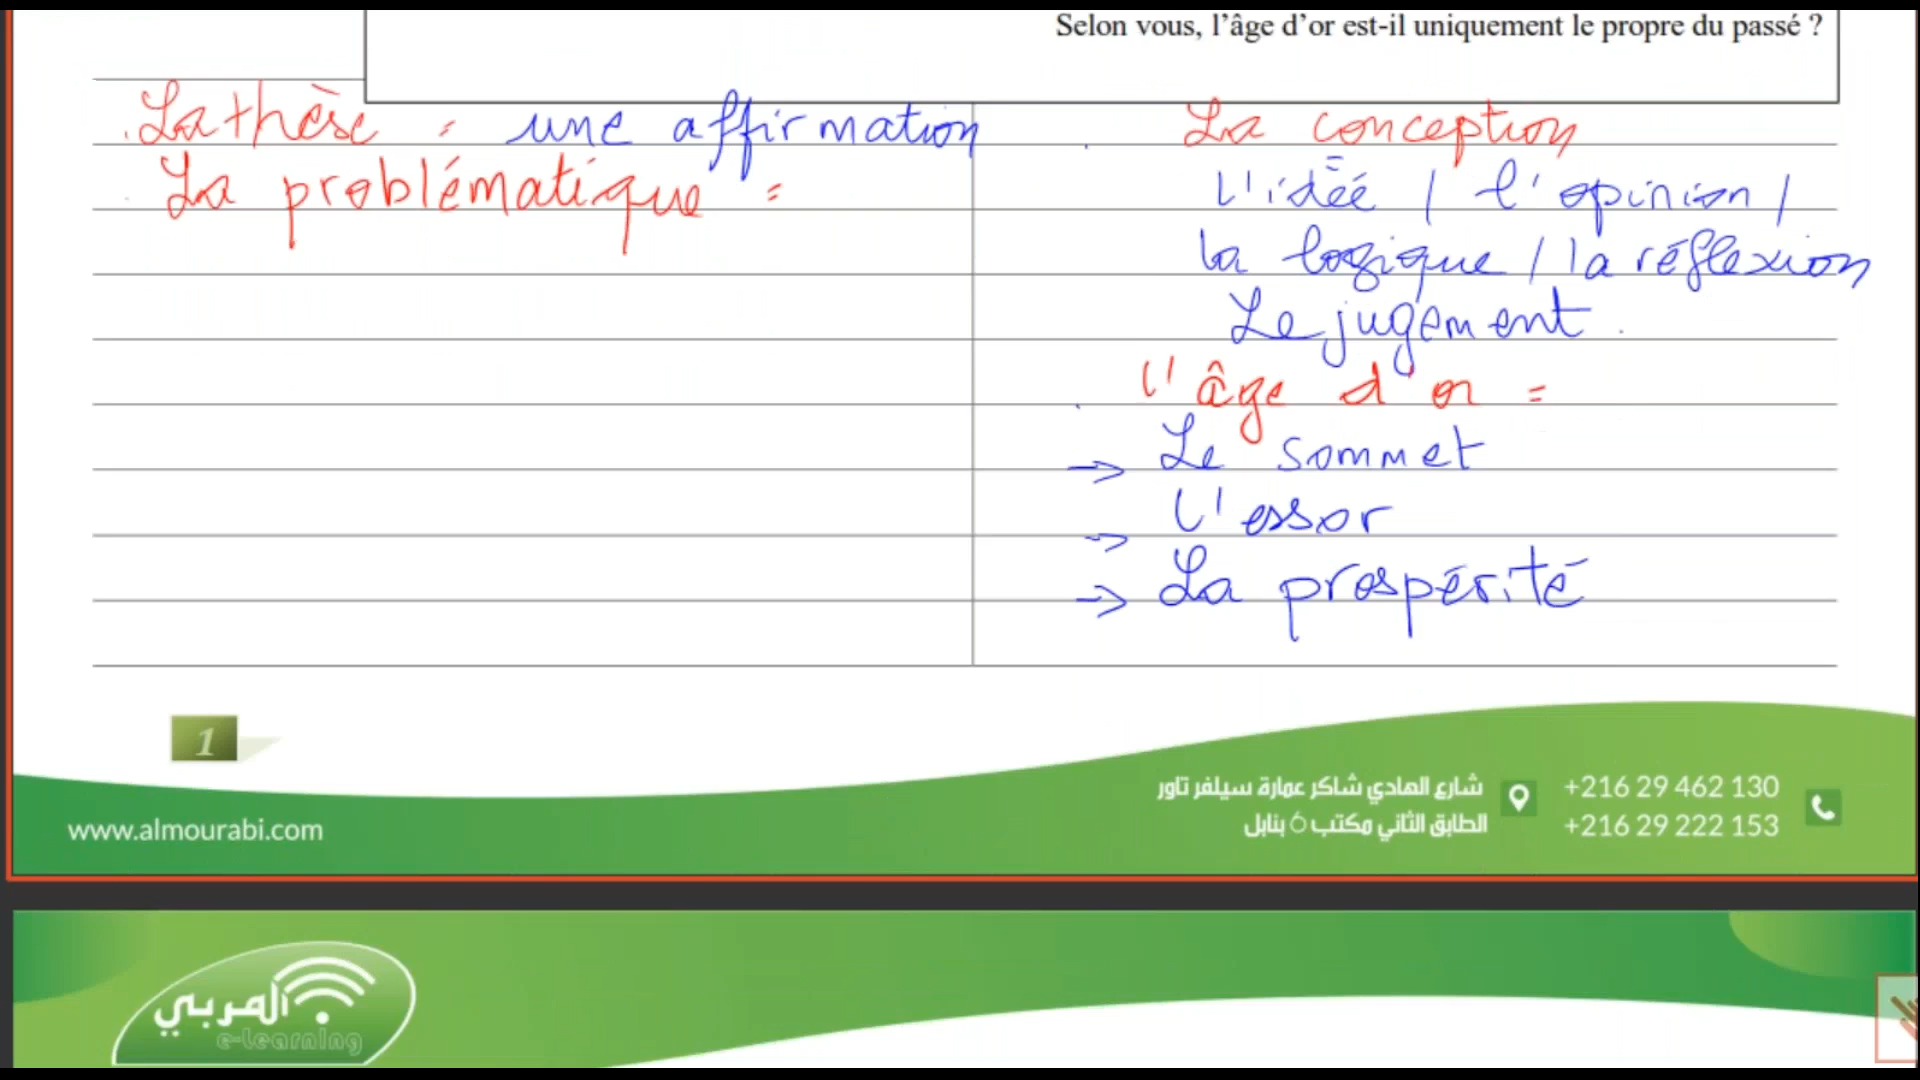 Selon vous, l’âge d’or est-il uniquement le propre du passé ?
La thèse = une affirmation
La problématique =
La conception
=
l'idéé / l'opinion /
la logique / la réflexion
Le jugement.
l'âge d'or =
→ Le sommet
→ l'essor
→ La prospérité
1
www.almourabi.com
شارع الهادي شاكر عمارة سيلفر تاور
الطابق الثاني مكتب 6 بنابل
+216 29 462 130
+216 29 222 153
المربي
e-Learning